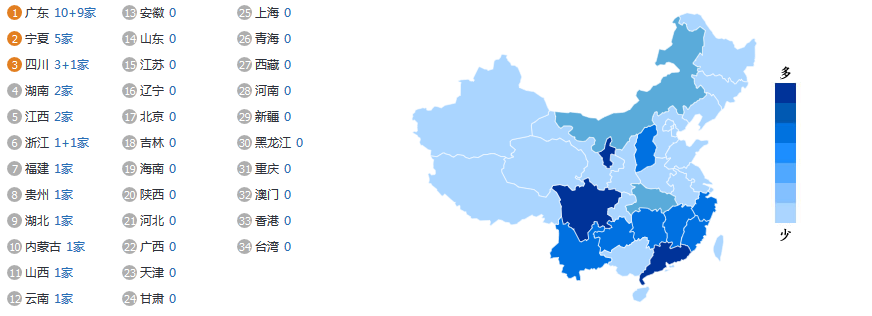 1 广东 10+9家
2 宁夏 5家
3 四川 3+1家
4 湖南 2家
5 江西 2家
6 浙江 1+1家
7 福建 1家
8 贵州 1家
9 湖北 1家
10 内蒙古 1家
11 山西 1家
12 云南 1家
13 安徽 0
14 山东 0
15 江苏 0
16 辽宁 0
17 北京 0
18 吉林 0
19 海南 0
20 陕西 0
21 河北 0
22 广西 0
23 天津 0
24 甘肃 0
25 上海 0
26 青海 0
27 西藏 0
28 河南 0
29 新疆 0
30 黑龙江 0
31 重庆 0
32 澳门 0
33 香港 0
34 台湾 0
多
少